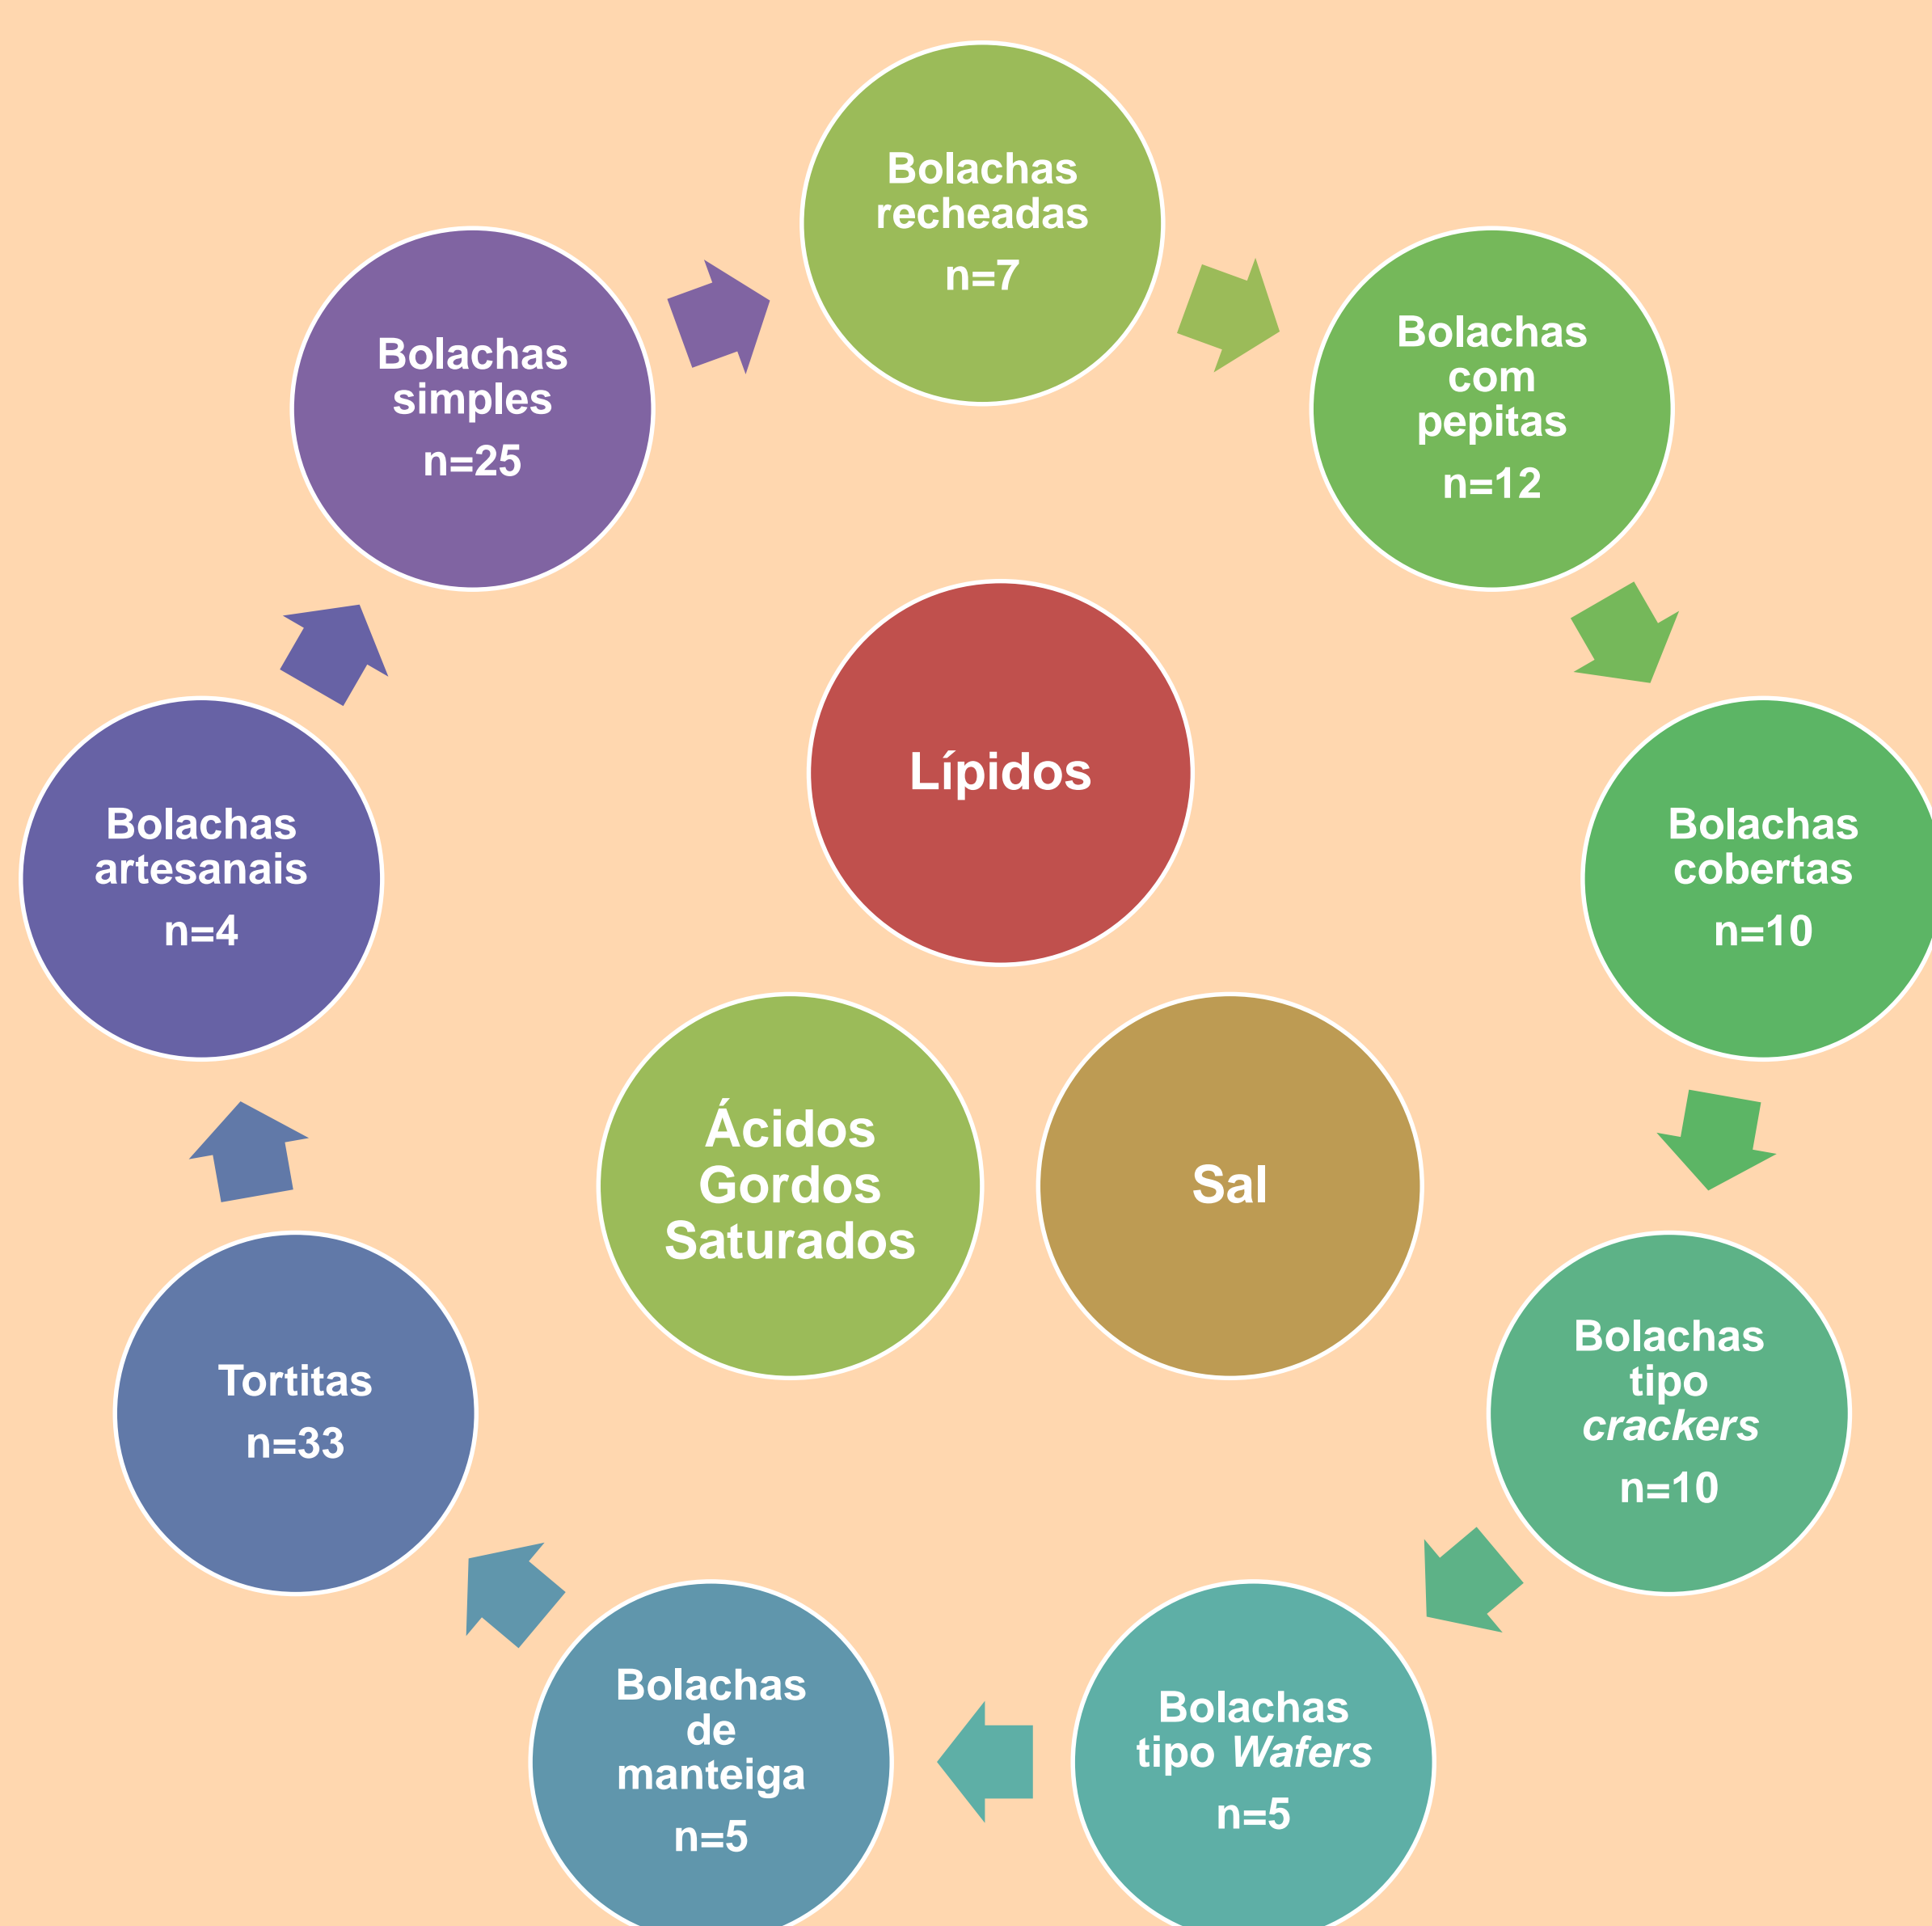 Bolachas
recheadas
n=7
Bolachas
com
pepitas
n=12
Bolachas
cobertas
n=10
Bolachas
tipo
crackers
n=10
Bolachas
tipo Wafers
n=5
Bolachas
de
manteiga
n=5
Tortitas
n=33
Bolachas
artesanais
n=4
Bolachas
simples
n=25
Lípidos
Ácidos
Gordos
Saturados
Sal